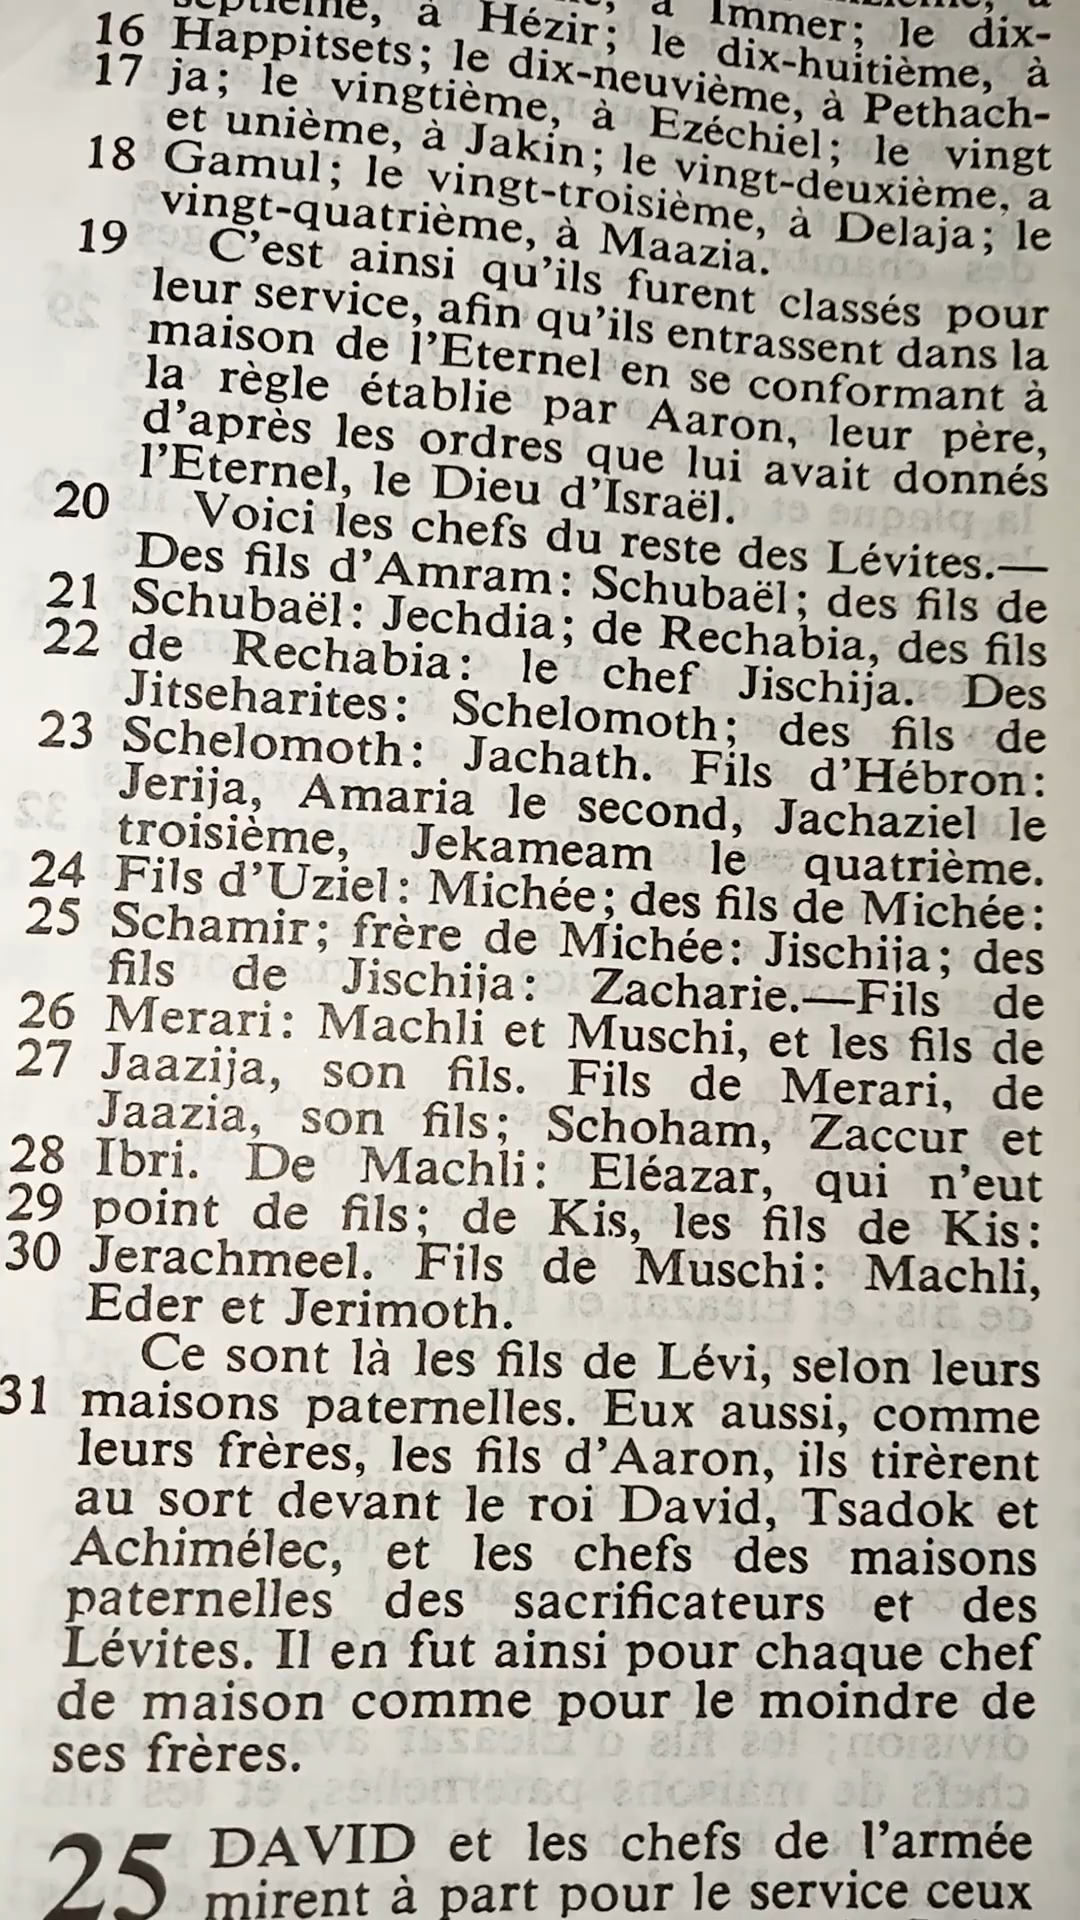 septième, à Hézir; le dix-huitième, à
16 Happitsets; le dix-neuvième, à Pethach-
17 ja; le vingtième, à Ezéchiel; le vingt
et unième, à Jakin; le vingt-deuxième, a
18 Gamul; le vingt-troisième, à Delaja; le
vingt-quatrième, à Maazia.
19 C'est ainsi qu'ils furent classés pour
leur service, afin qu'ils entrassent dans la
maison de l'Eternel en se conformant à
la règle établie par Aaron, leur père,
d'après les ordres que lui avait donnés
l'Eternel, le Dieu d'Israël.
20 Voici les chefs du reste des Lévites.—
Des fils d'Amram: Schubaël; des fils de
21 Schubaël: Jechdia; de Rechabia, des fils
22 de Rechabia: le chef Jischija. Des
Jitseharites: Schelomoth; des fils de
23 Schelomoth: Jachath. Fils d'Hébron:
Jerija, Amaria le second, Jachaziel le
troisième, Jekameam le quatrième.
24 Fils d'Uziel: Michée; des fils de Michée:
25 Schamir; frère de Michée: Jischija; des
fils de Jischija: Zacharie.—Fils de
26 Merari: Machli et Muschi, et les fils de
27 Jaazija, son fils. Fils de Merari, de
Jaazia, son fils; Schoham, Zaccur et
28 Ibri. De Machli: Eléazar, qui n'eut
29 point de fils; de Kis, les fils de Kis:
30 Jerachmeel. Fils de Muschi: Machli,
Eder et Jerimoth.
Ce sont là les fils de Lévi, selon leurs
31 maisons paternelles. Eux aussi, comme
leurs frères, les fils d'Aaron, ils tirèrent
au sort devant le roi David, Tsadok et
Achimélec, et les chefs des maisons
paternelles des sacrificateurs et des
Lévites. Il en fut ainsi pour chaque chef
de maison comme pour le moindre de
ses frères.
25 DAVID et les chefs de l'armée
mirent à part pour le service ceux